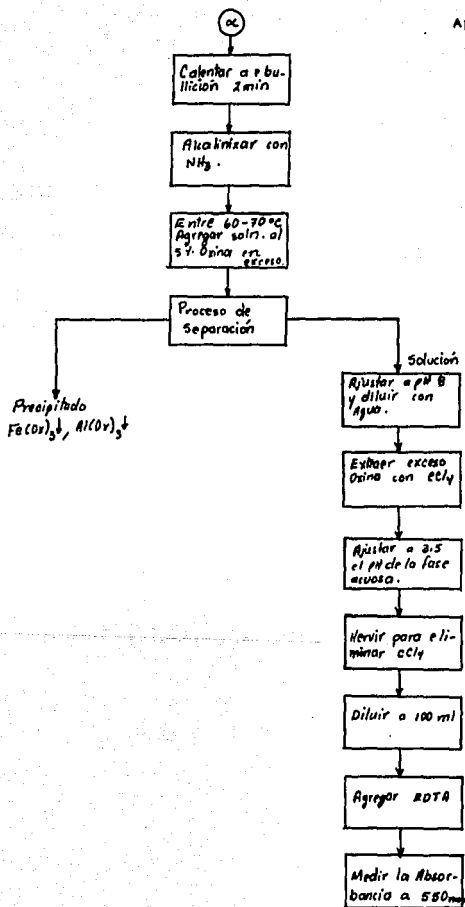 α
Calentar a ebu-
llición 2min
Alcalinizar con
NH3.
Entre 60-70°C
Agregar soln. al
5%. Oxina en
exceso.
Proceso de
Separación
Solución
Precipitado
Fe(Ox)3↓, Al(Ox)3↓
Ajustar a pH 8
y diluir con
Agua.
Extraer exceso
Oxina con CCl4
Ajustar a 3.5
el pH de la fase
acuosa.
Hervir para eli-
minar CCl4
Diluir a 100 ml
Agregar EDTA
Medir la Absor-
bancia a 550nm